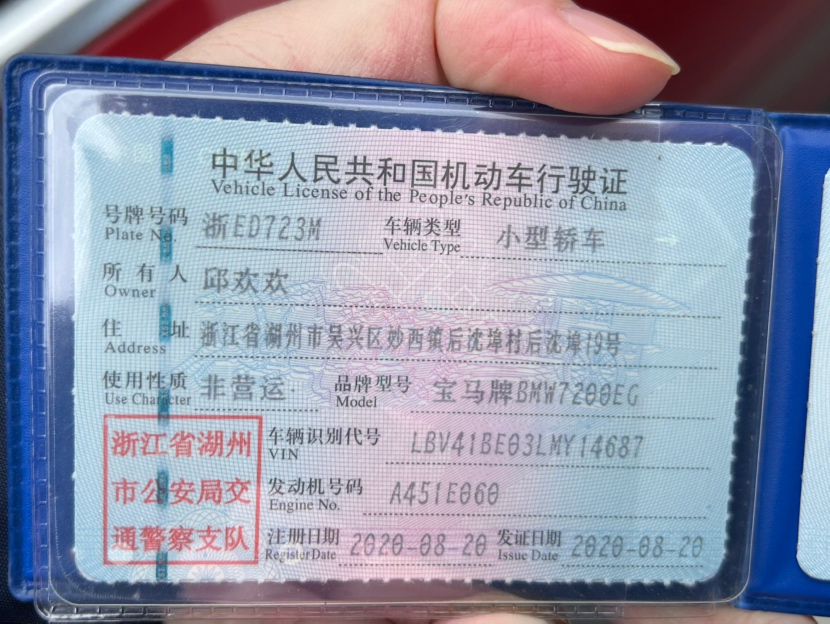 中华人民共和国机动车行驶证
Vehicle License of the People's Republic of China
号牌号码 浙ED723M 车辆类型 小型轿车
Plate No. Vehicle Type
所有人 邱欢欢
Owner
住址 浙江省湖州市吴兴区妙西镇后沈埠村后沈埠19号
Address
使用性质 非营运 品牌型号 宝马牌BMW7200EG
Use Character Model
浙江省湖州 车辆识别代号 LBV41BE03LMY14687
VIN
市公安局交 发动机号码 A451E060
Engine No.
通警察支队 注册日期 2020-08-20 发证日期 2020-08-20
Register Date Issue Date